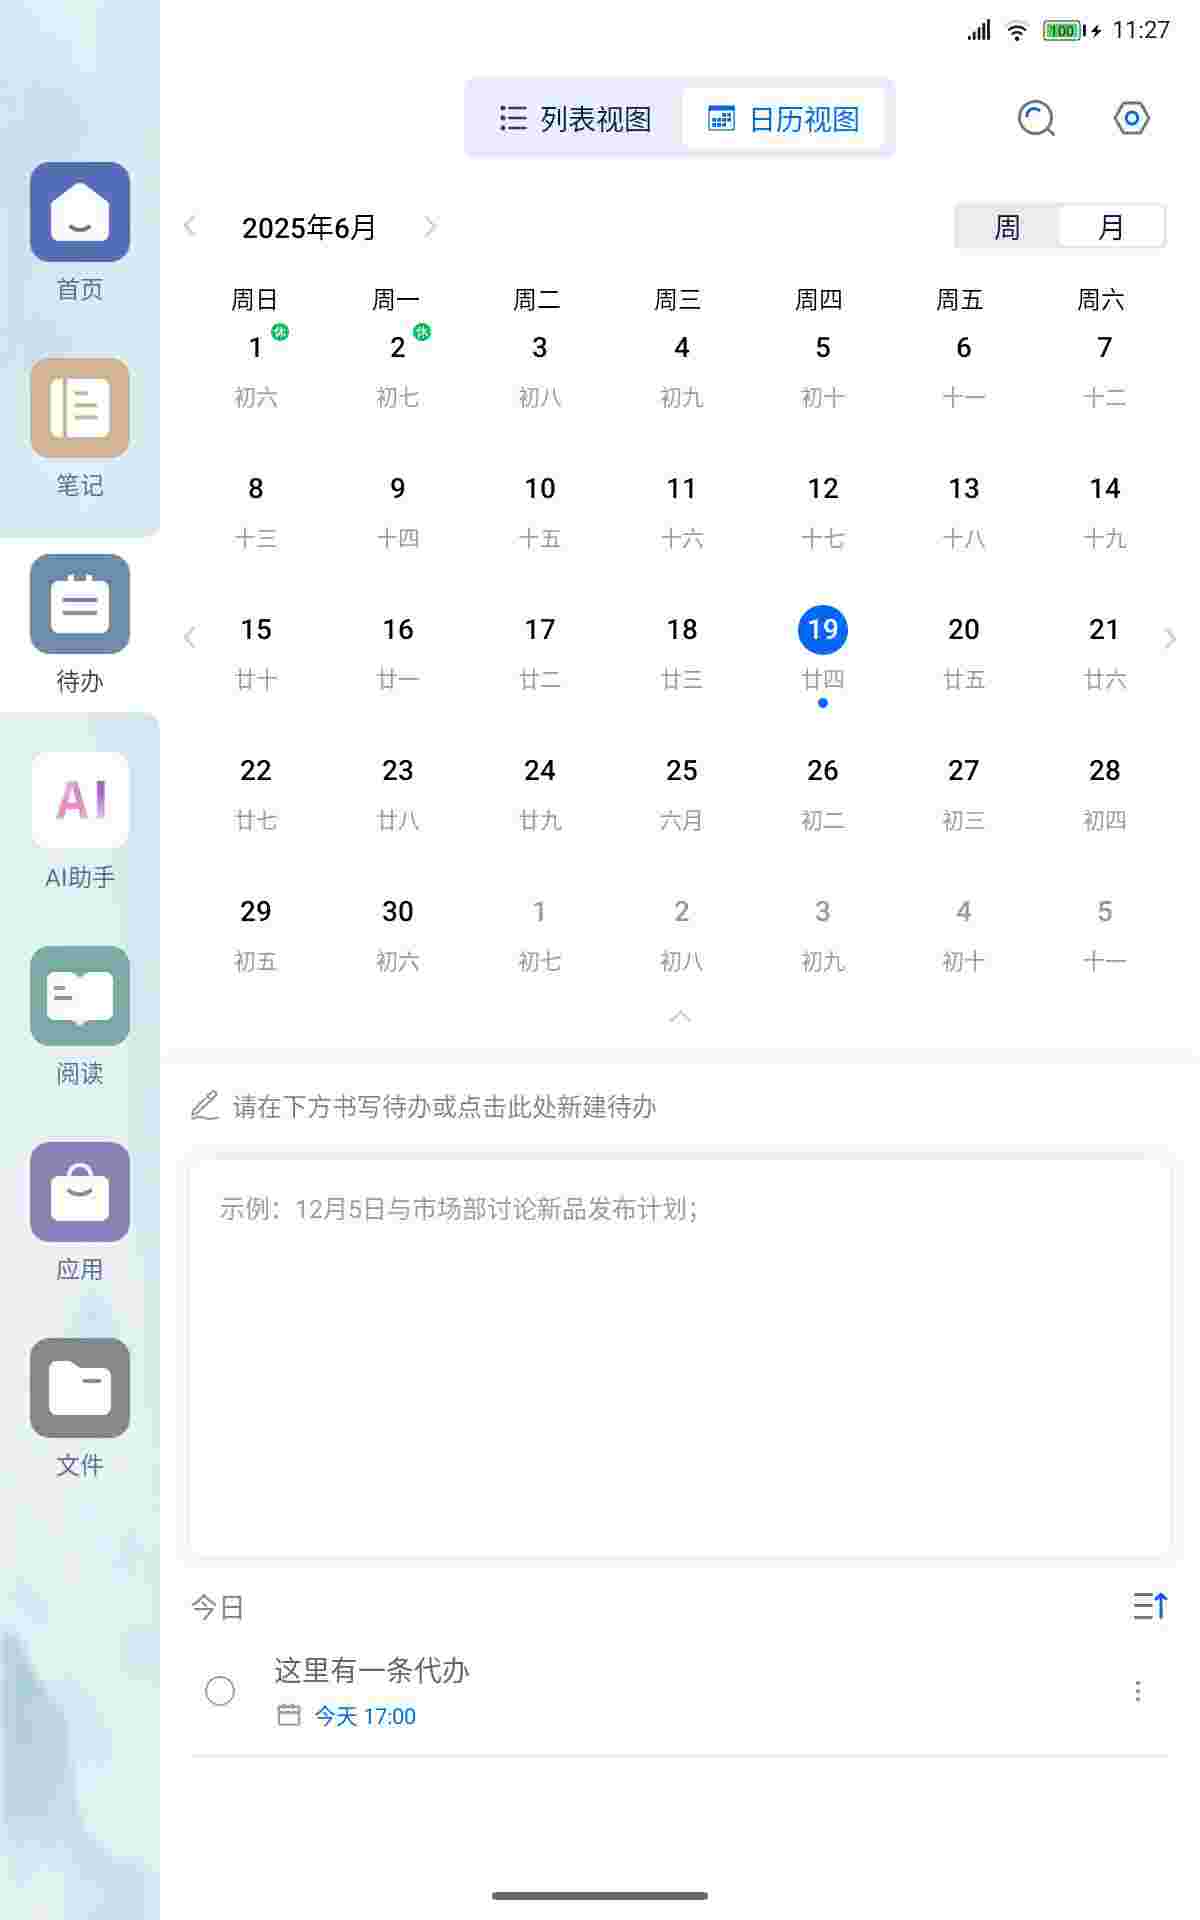 100 11:27
列表视图 日历视图
2025年6月 周 月
周日 周一 周二 周三 周四 周五 周六
休 休
1 2 3 4 5 6 7
初六 初七 初八 初九 初十 十一 十二
8 9 10 11 12 13 14
十三 十四 十五 十六 十七 十八 十九
15 16 17 18 19 20 21
廿十 廿一 廿二 廿三 廿四 廿五 廿六
22 23 24 25 26 27 28
廿七 廿八 廿九 六月 初二 初三 初四
29 30 1 2 3 4 5
初五 初六 初七 初八 初九 初十 十一
请在下方书写待办或点击此处新建待办
示例：12月5日与市场部讨论新品发布计划；
今日
这里有一条代办
今天 17:00
首页
笔记
待办
AI
AI助手
阅读
应用
文件